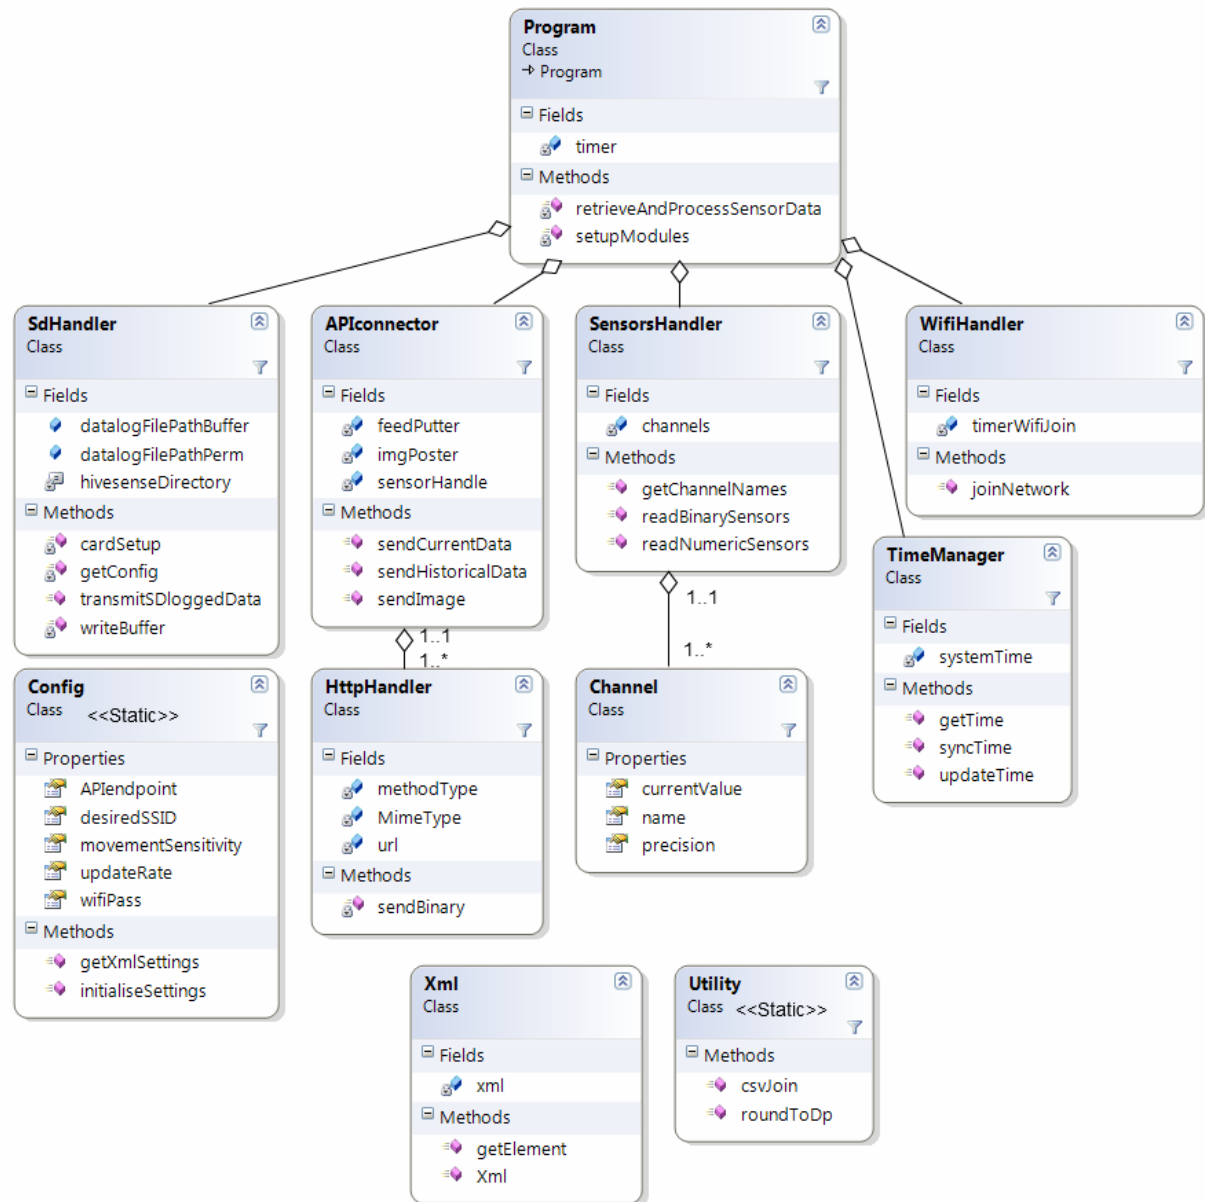 Program
Class
Program
Fields
timer
Methods
retrieveAndProcessSensorData
setupModules
SdHandler
Class
Fields
datalogFilePathBuffer
datalogFilePathPerm
hivesenseDirectory
Methods
cardSetup
getConfig
transmitSDloggedData
writeBuffer
APIconnector
Class
Fields
feedPutter
imgPoster
sensorHandle
Methods
sendCurrentData
sendHistoricalData
sendImage
1..1
1..*
SensorsHandler
Class
Fields
channels
Methods
getChannelNames
readBinarySensors
readNumericSensors
1..1
1..*
WifiHandler
Class
Fields
timerWifiJoin
Methods
joinNetwork
TimeManager
Class
Fields
systemTime
Methods
getTime
syncTime
updateTime
Config
Class <<Static>>
Properties
APIendpoint
desiredSSID
movementSensitivity
updateRate
wifiPass
Methods
getXmlSettings
initialiseSettings
HttpHandler
Class
Fields
methodType
MimeType
url
Methods
sendBinary
Channel
Class
Properties
currentValue
name
precision
Xml
Class
Fields
xml
Methods
getElement
Xml
Utility
Class <<Static>>
Methods
csvJoin
roundToDp